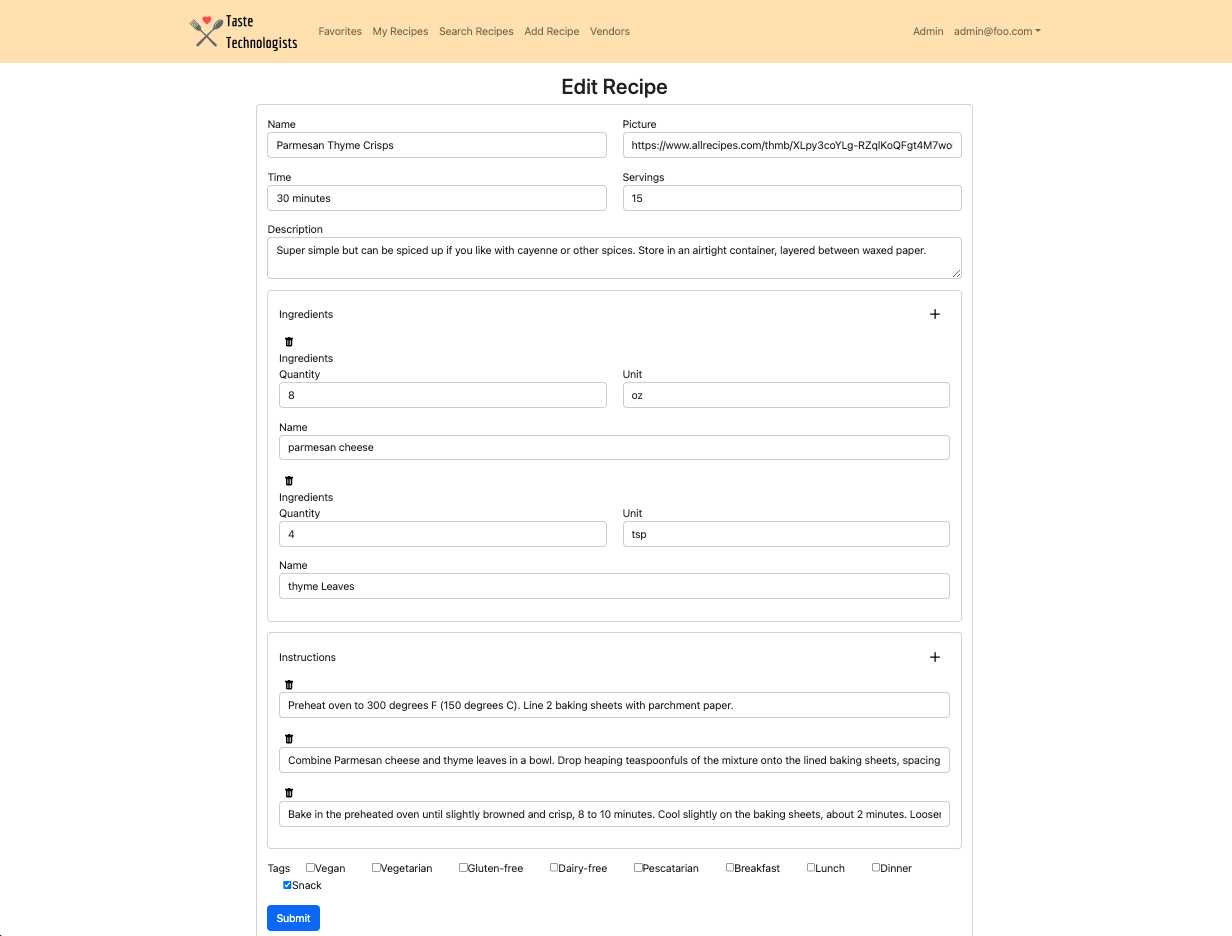 Taste
Technologists
Favorites My Recipes Search Recipes Add Recipe Vendors Admin admin@foo.com
Edit Recipe
Name Picture
Parmesan Thyme Crisps https://www.allrecipes.com/thmb/XLpy3coYLg-RZqlKoQFgt4M7wo
Time Servings
30 minutes 15
Description
Super simple but can be spiced up if you like with cayenne or other spices. Store in an airtight container, layered between waxed paper.
Ingredients
Ingredients
Quantity Unit
8 oz
Name
parmesan cheese
Ingredients
Quantity Unit
4 tsp
Name
thyme Leaves
Instructions
Preheat oven to 300 degrees F (150 degrees C). Line 2 baking sheets with parchment paper.
Combine Parmesan cheese and thyme leaves in a bowl. Drop heaping teaspoonfuls of the mixture onto the lined baking sheets, spacing
Bake in the preheated oven until slightly browned and crisp, 8 to 10 minutes. Cool slightly on the baking sheets, about 2 minutes. Loosen
Tags Vegan Vegetarian Gluten-free Dairy-free Pescatarian Breakfast Lunch Dinner
Snack
Submit